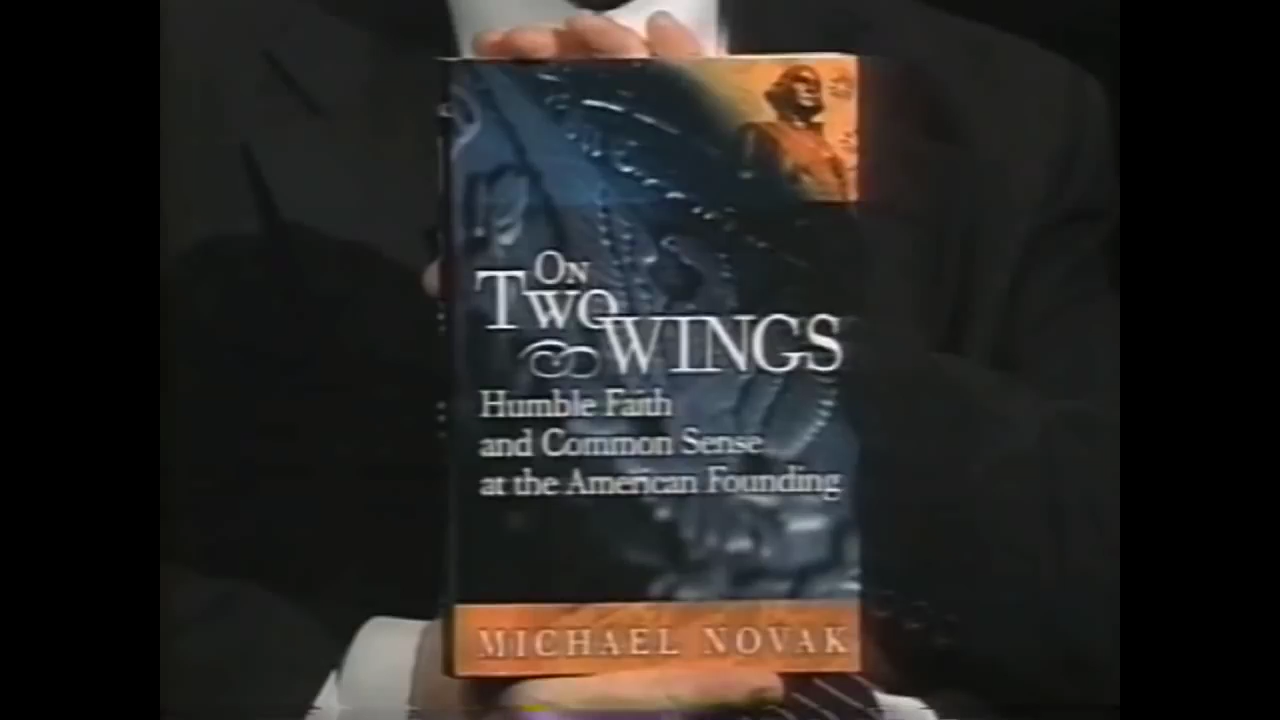 ON
TWO
WINGS
Humble Faith
and Common Sense
at the American Founding
MICHAEL NOVAK